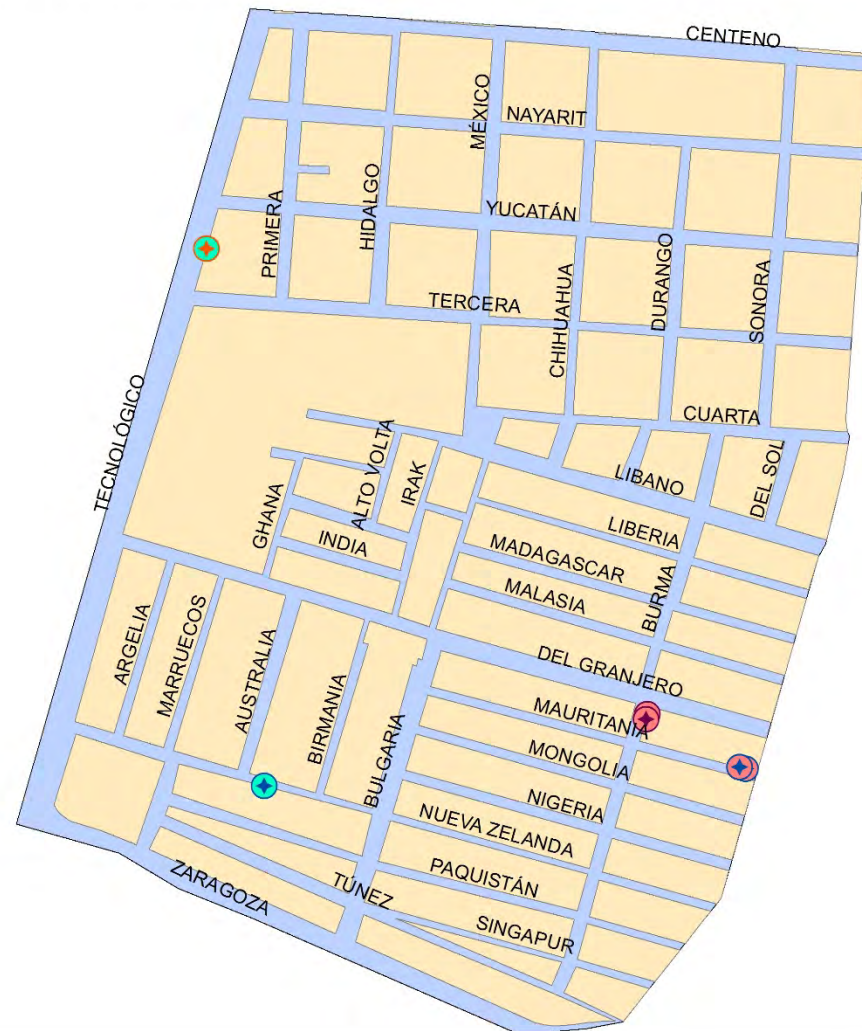 CENTENO
MÉXICO
NAYARIT
PRIMERA
HIDALGO
YUCATÁN
CHIHUAHUA
DURANGO
SONORA
TERCERA
TECNOLÓGICO
CUARTA
ALTO VOLTA
IRAK
LIBANO
DEL SOL
GHANA
INDIA
LIBERIA
MADAGASCAR
MALASIA
BURMA
ARGELIA
MARRUECOS
AUSTRALIA
BIRMANIA
BULGARIA
DEL GRANJERO
MAURITANIA
MONGOLIA
NIGERIA
NUEVA ZELANDA
PAQUISTÁN
ZARAGOZA
TÚNEZ
SINGAPUR